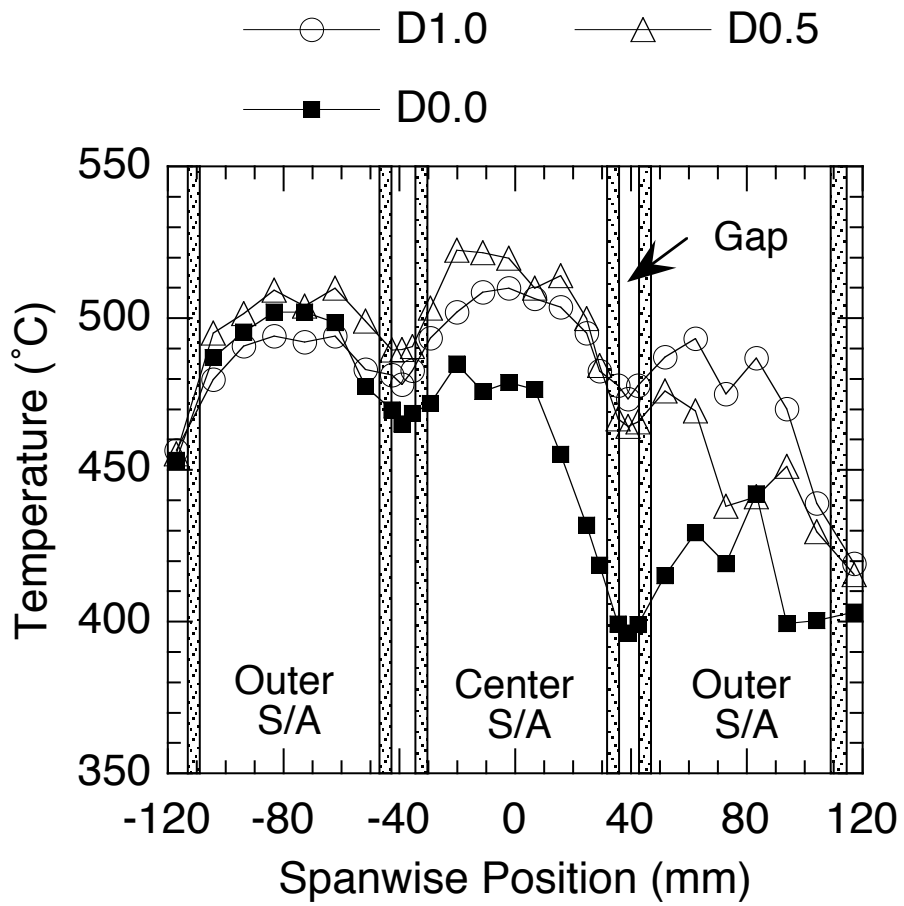 D1.0
D0.5
D0.0
550
500
450
400
350
Temperature (˚C)
Gap
Outer
S/A
Center
S/A
Outer
S/A
-120
-80
-40
0
40
80
120
Spanwise Position (mm)